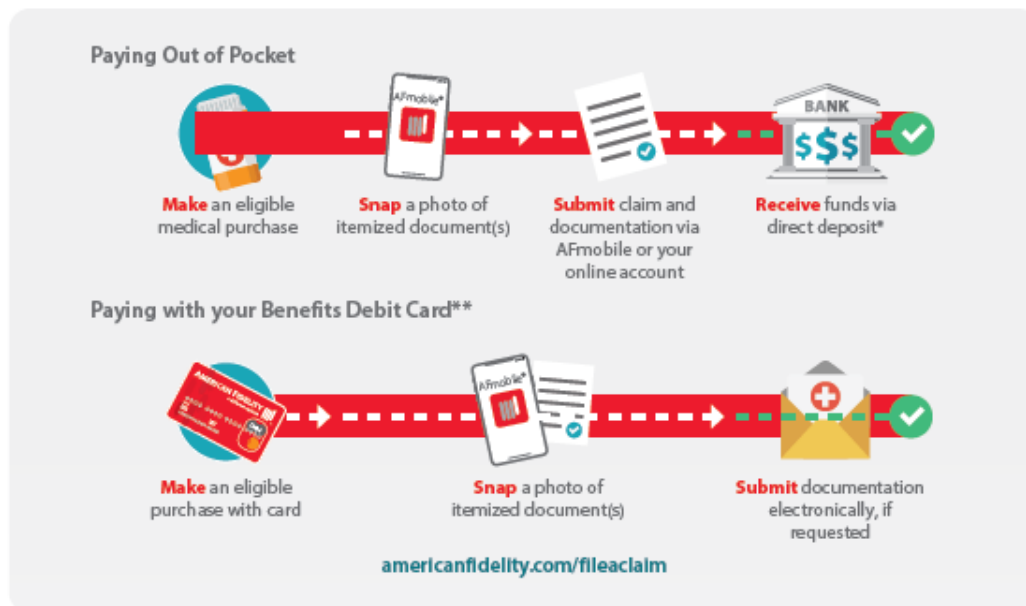 Paying Out of Pocket
AFmobile®
BANK
$$$
Make an eligible
medical purchase
Snap a photo of
itemized document(s)
Submit claim and
documentation via
AFmobile or your
online account
Receive funds via
direct deposit*
Paying with your Benefits Debit Card**
AMERICAN FIDELITY
AFmobile®
Make an eligible
purchase with card
Snap a photo of
itemized document(s)
Submit documentation
electronically, if
requested
americanfidelity.com/fileaclaim